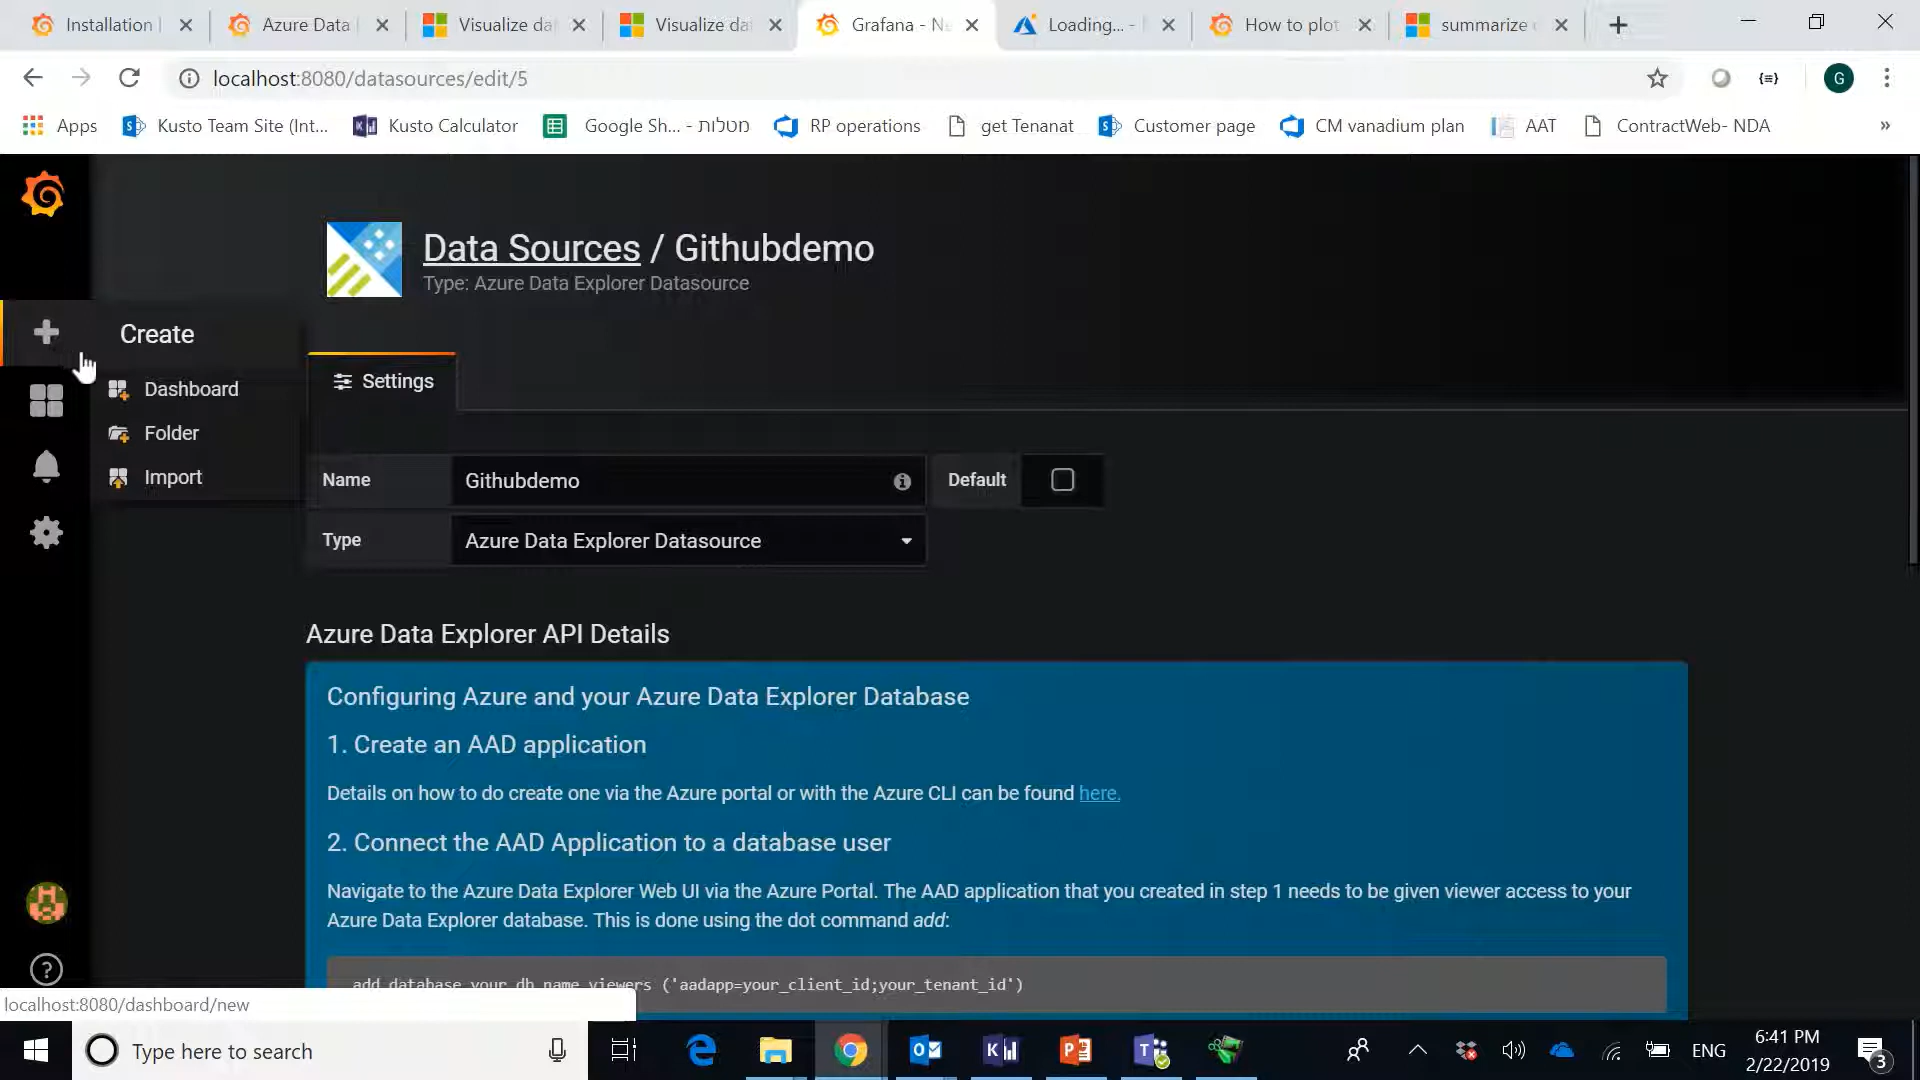 Installation
Azure Data
Visualize da
Visualize da
Grafana - Ne
Loading... -
How to plot
summarize
localhost:8080/datasources/edit/5
G
Apps
Kusto Team Site (Int...
Kusto Calculator
Google Sh... - מטלות
RP operations
get Tenanat
Customer page
CM vanadium plan
AAT
ContractWeb- NDA
»
Data Sources / Githubdemo
Type: Azure Data Explorer Datasource
Create
Dashboard
Folder
Import
Settings
Name
Githubdemo
Default
Type
Azure Data Explorer Datasource
Azure Data Explorer API Details
Configuring Azure and your Azure Data Explorer Database
1. Create an AAD application
Details on how to do create one via the Azure portal or with the Azure CLI can be found here.
2. Connect the AAD Application to a database user
Navigate to the Azure Data Explorer Web UI via the Azure Portal. The AAD application that you created in step 1 needs to be given viewer access to your
Azure Data Explorer database. This is done using the dot command add:
.add database your_db_name viewers ('aadapp=your_client_id;your_tenant_id')
localhost:8080/dashboard/new
Type here to search
ENG
6:41 PM
2/22/2019
3